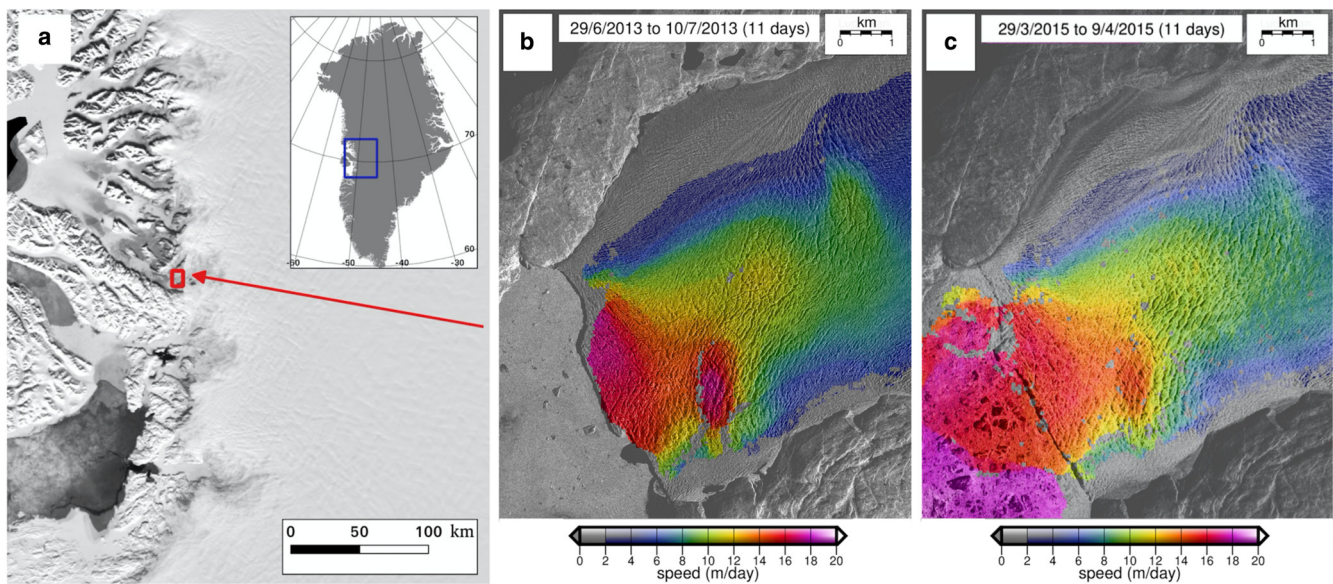 a
70
60
-50 -40 -30 -25
0 50 100 km
b
29/6/2013 to 10/7/2013 (11 days)
km
0 1
0 2 4 6 8 10 12 14 16 18 20
speed (m/day)
c
29/3/2015 to 9/4/2015 (11 days)
km
0 1
0 2 4 6 8 10 12 14 16 18 20
speed (m/day)